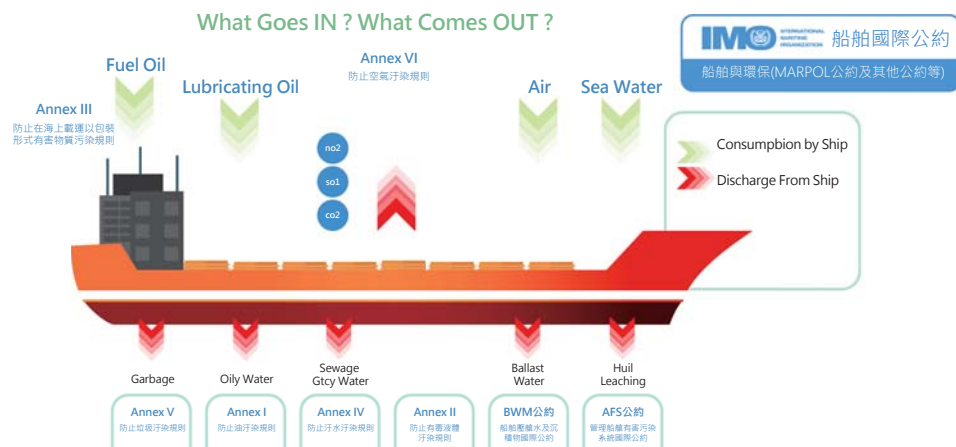 What Goes IN ? What Comes OUT ?
IMO
INTERNATIONAL
MARITIME
ORGANIZATION
船舶國際公約
船舶與環保(MARPOL公約及其他公約等)
Fuel Oil
Lubricating Oil
Annex VI
防止空氣汙染規則
Air
Sea Water
Annex III
防止在海上載運以包裝
形式有害物質污染規則
no2
so1
co2
Consumpbion by Ship
Discharge From Ship
Garbage
Oily Water
Sewage
Gtcy Water
Ballast
Water
Huil
Leaching
Annex V
防止垃圾汙染規則
Annex I
防止油汙染規則
Annex IV
防止汙水汙染規則
Annex II
防止有毒液體
汙染規則
BWM公約
船舶壓艙水及沉
積物國際公約
AFS公約
管理船艙有害污染
系統國際公約